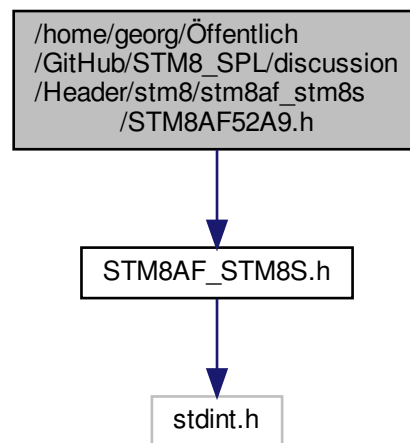 /home/georg/Öffentlich
/GitHub/STM8_SPL/discussion
/Header/stm8/stm8af_stm8s
/STM8AF52A9.h
STM8AF_STM8S.h
stdint.h